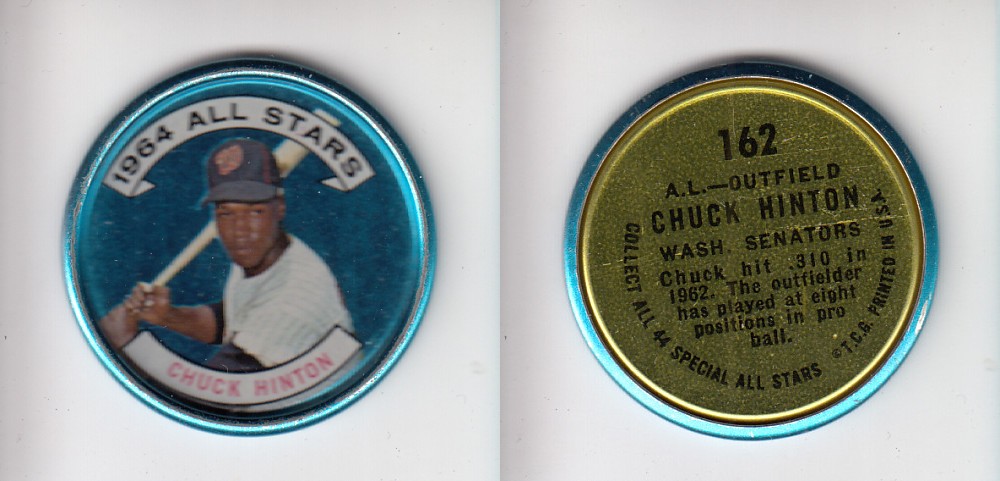 1964 ALL STARS
CHUCK HINTON
162
A.L.—OUTFIELD
CHUCK HINTON
WASH. SENATORS
Chuck hit .310 in
1962. The outfielder
has played at eight
positions in pro
ball.
COLLECT ALL 44 SPECIAL ALL STARS ©T.C.G. PRINTED IN U.S.A.